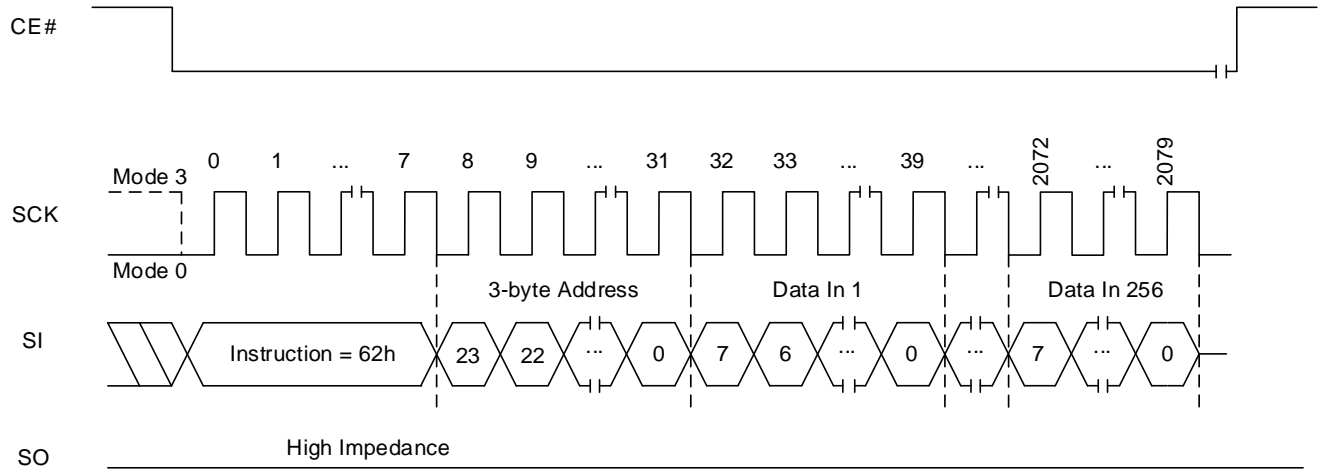 CE#
0 1 ... 7 8 9 ... 31 32 33 ... 39 ... 2072 ... 2079
Mode 3
SCK
Mode 0
3-byte Address Data In 1 Data In 256
SI
Instruction = 62h 23 22 ... 0 7 6 ... 0 ... 7 ... 0
High Impedance
SO